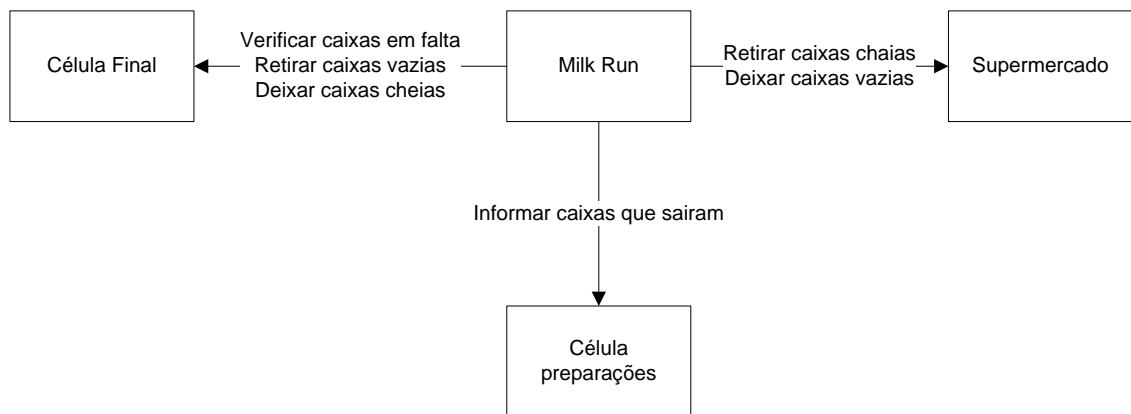 Célula Final
Verificar caixas em falta
Retirar caixas vazias
Deixar caixas cheias
Milk Run
Retirar caixas chaias
Deixar caixas vazias
Supermercado
Informar caixas que sairam
Célula
preparações